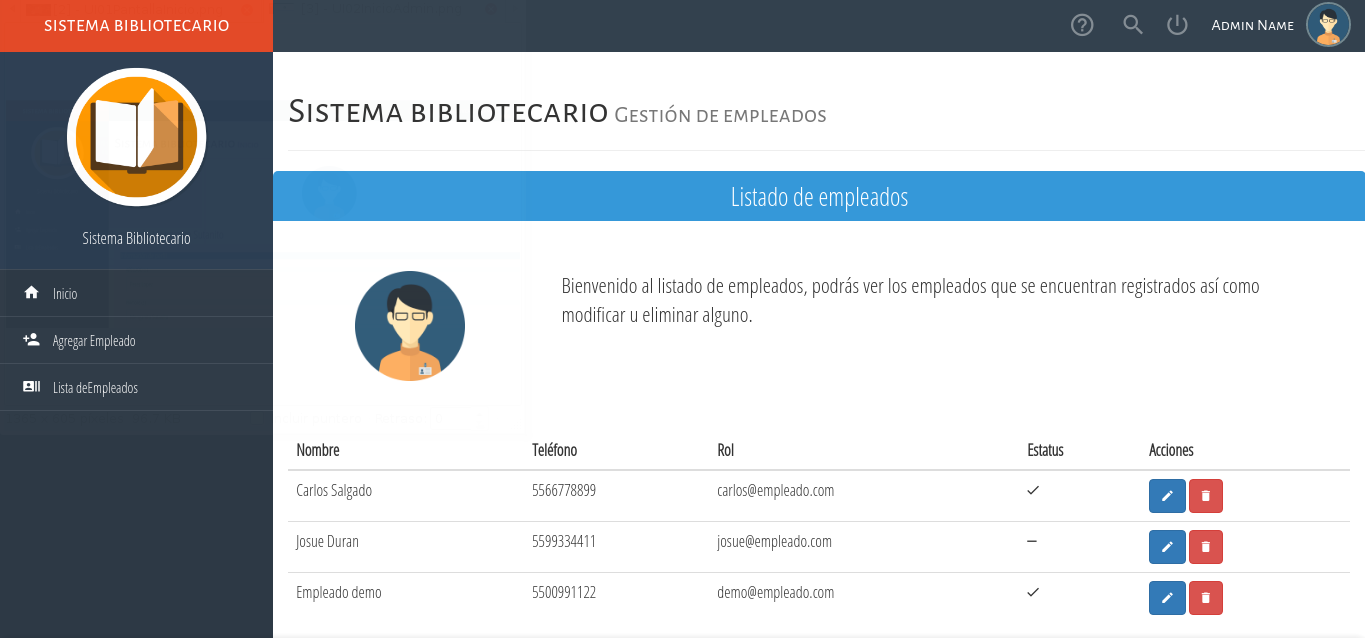 SISTEMA BIBLIOTECARIO
Admin Name
Sistema Bibliotecario
Inicio
Agregar Empleado
Lista deEmpleados
Sistema bibliotecario Gestión de empleados
Listado de empleados
Bienvenido al listado de empleados, podrás ver los empleados que se encuentran registrados así como
modificar u eliminar alguno.
Nombre Teléfono Rol Estatus Acciones
Carlos Salgado 5566778899 carlos@empleado.com
Josue Duran 5599334411 josue@empleado.com
Empleado demo 5500991122 demo@empleado.com